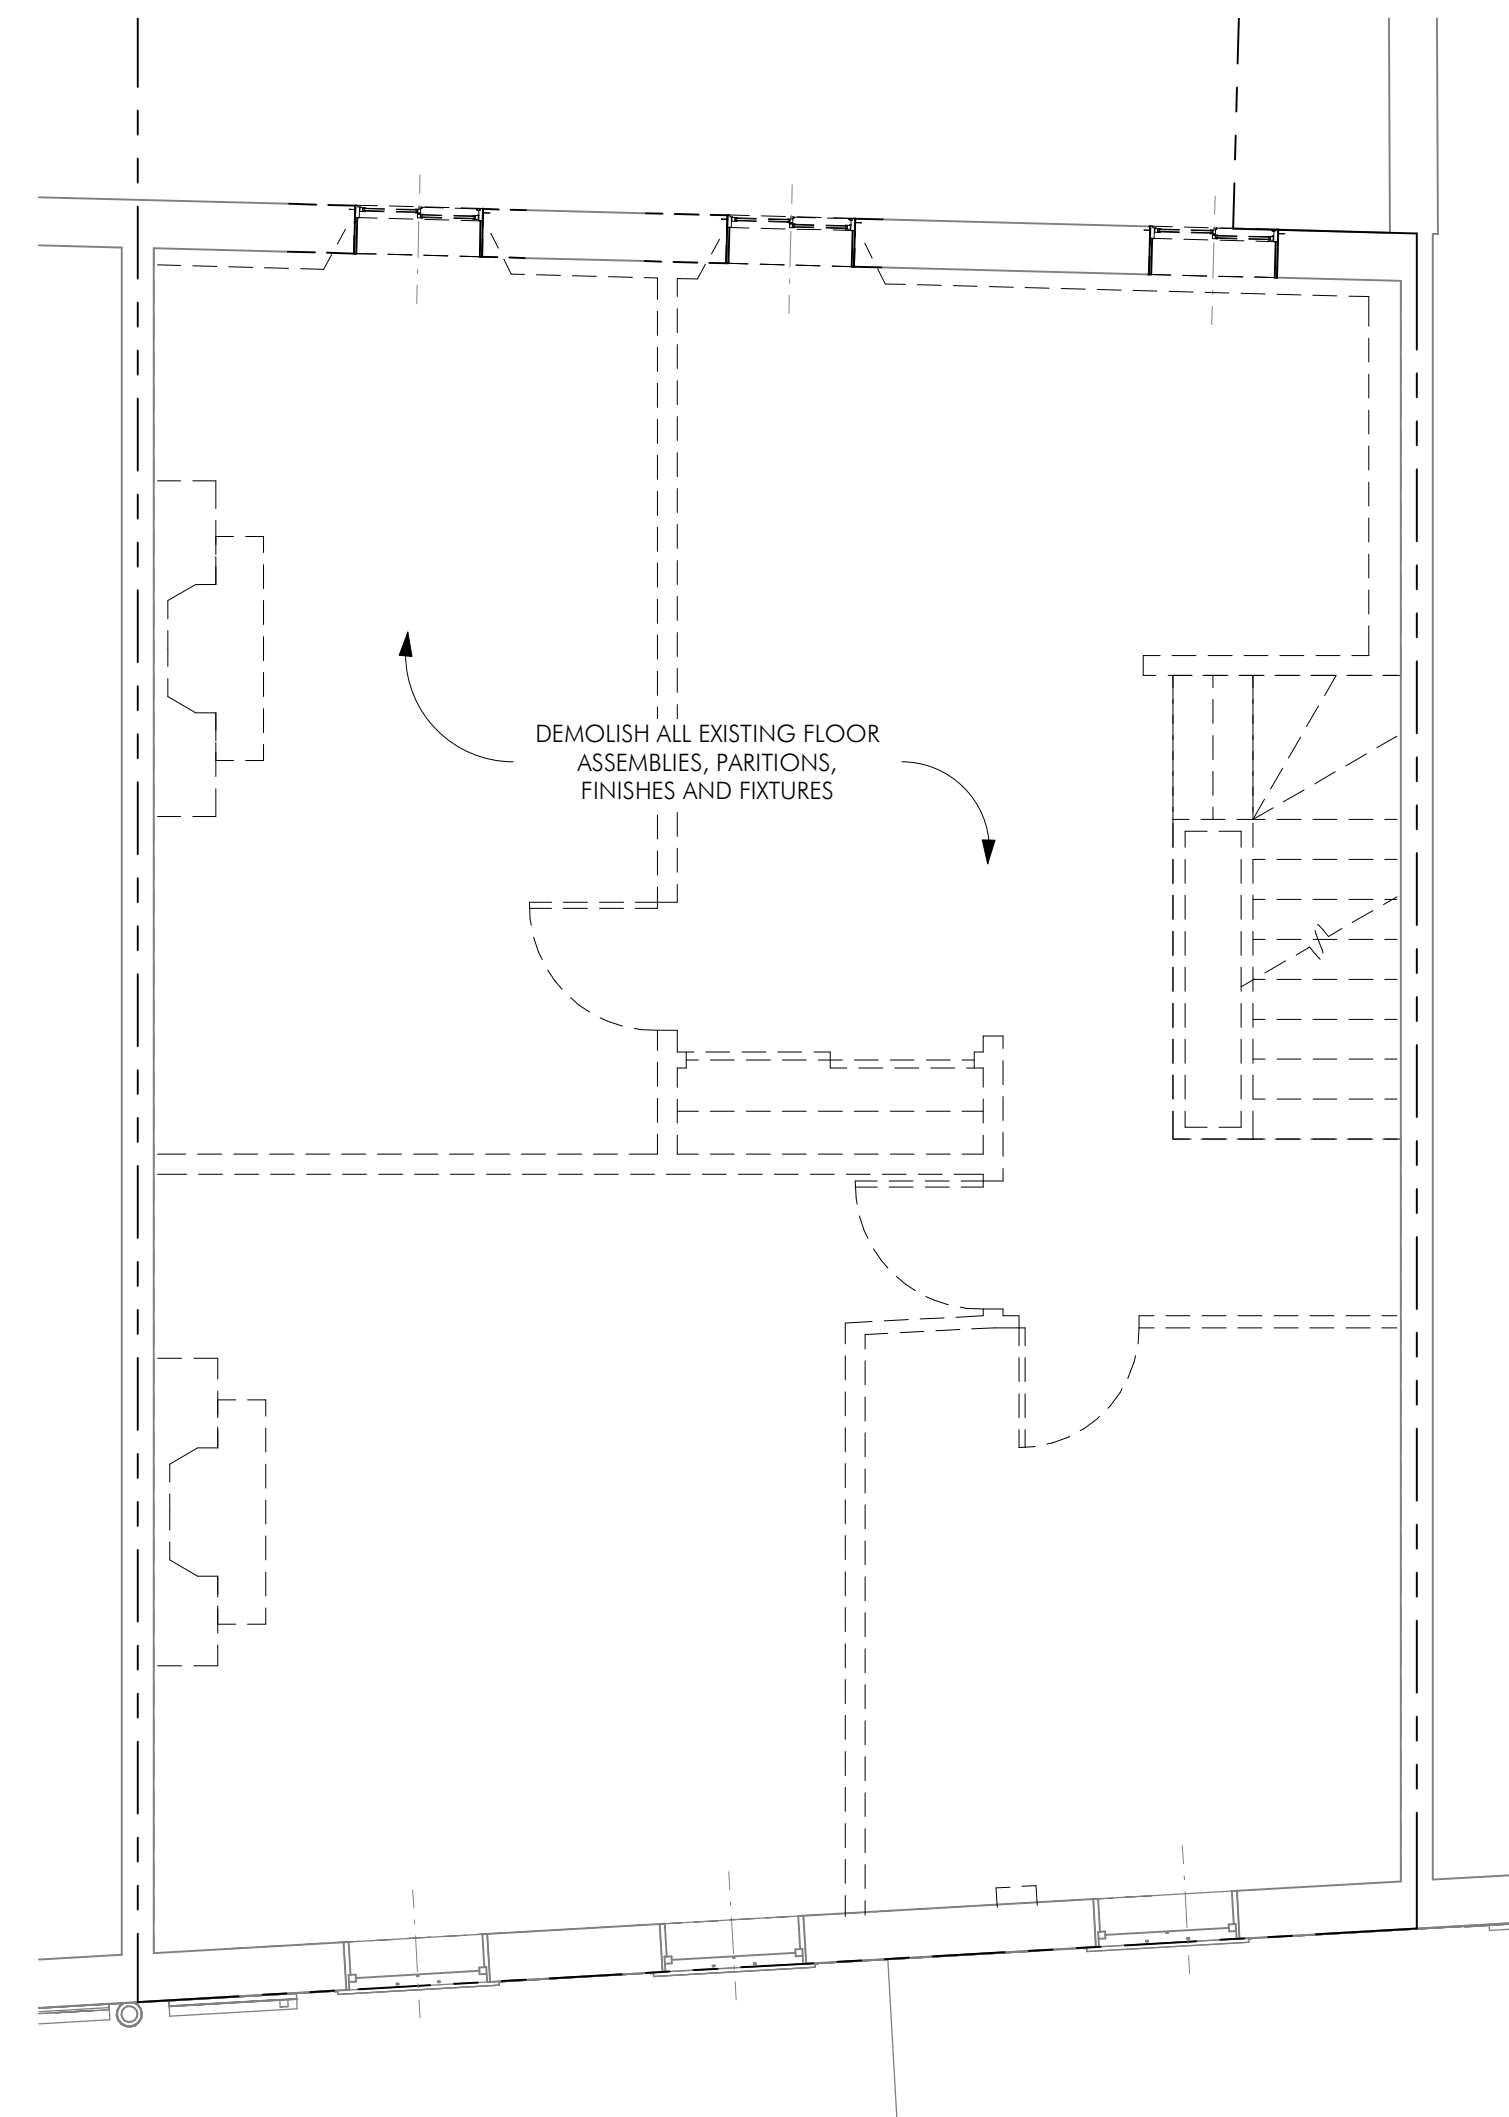 DEMOLISH ALL EXISTING FLOOR
ASSEMBLIES, PARITIONS,
FINISHES AND FIXTURES